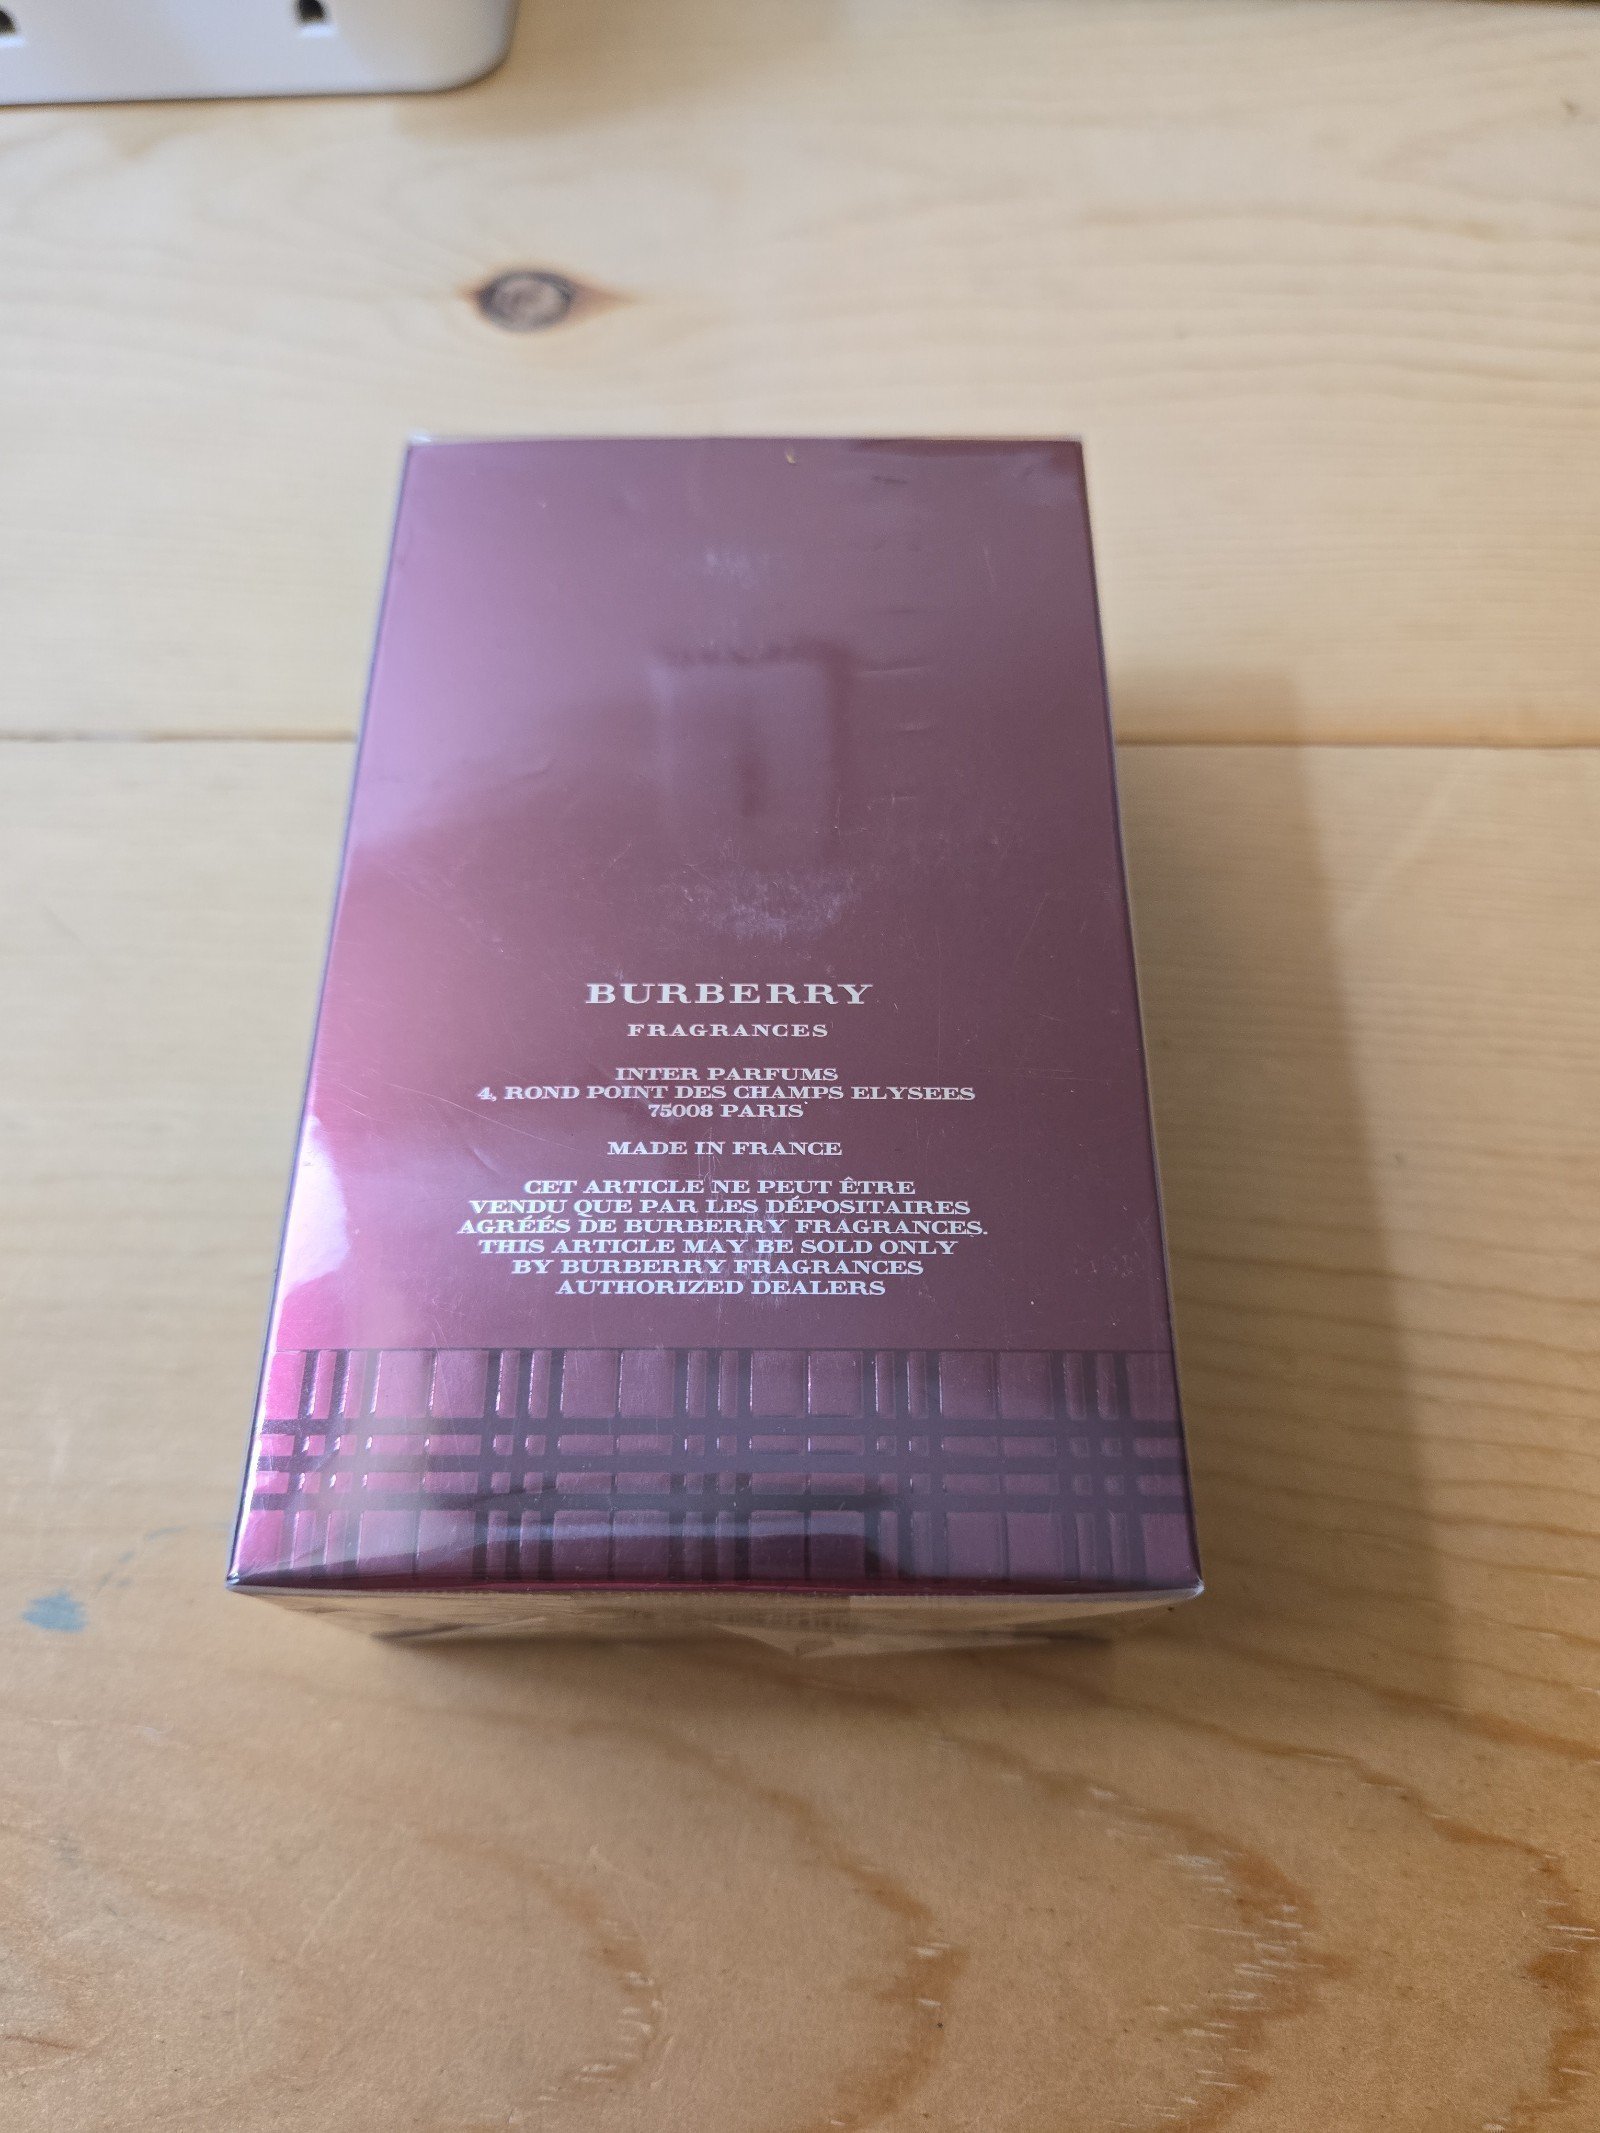 BURBERRY
FRAGRANCES
INTER PARFUMS
4, ROND POINT DES CHAMPS ELYSEES
75008 PARIS
MADE IN FRANCE
CET ARTICLE NE PEUT ÊTRE
VENDU QUE PAR LES DÉPOSITAIRES
AGRÉÉS DE BURBERRY FRAGRANCES.
THIS ARTICLE MAY BE SOLD ONLY
BY BURBERRY FRAGRANCES
AUTHORIZED DEALERS